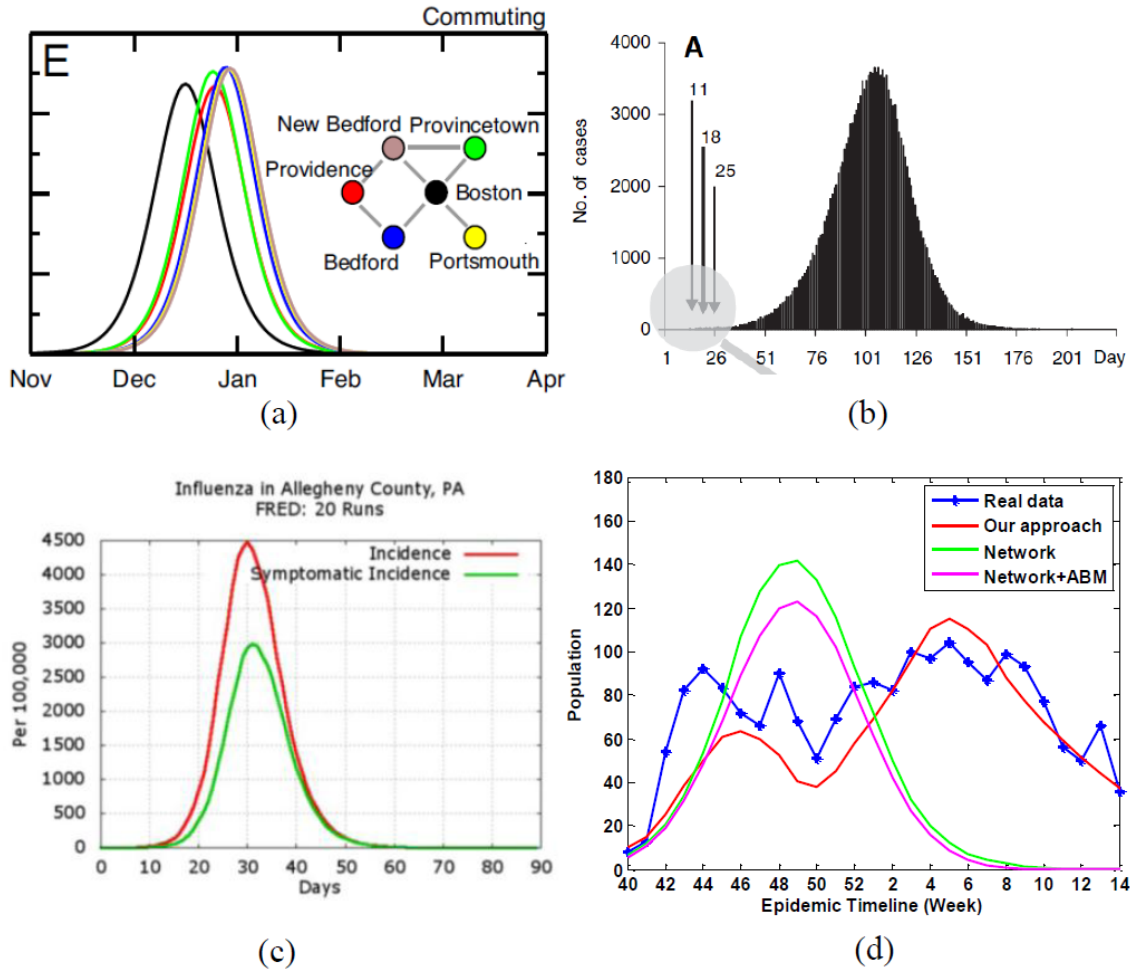 Commuting
E
New Bedford Provincetown
Providence
Boston
Bedford Portsmouth
Nov Dec Jan Feb Mar Apr
(a)
A
No. of cases
4000
3000
2000
1000
0
11
18
25
1 26 51 76 101 126 151 176 201 Day
(b)
Influenza in Allegheny County, PA
FRED: 20 Runs
Per 100,000
4500
4000
3500
3000
2500
2000
1500
1000
500
0
Incidence
Symptomatic Incidence
0 10 20 30 40 50 60 70 80 90
Days
(c)
Population
180
160
140
120
100
80
60
40
20
0
Real data
Our approach
Network
Network+ABM
40 42 44 46 48 50 52 2 4 6 8 10 12 14
Epidemic Timeline (Week)
(d)